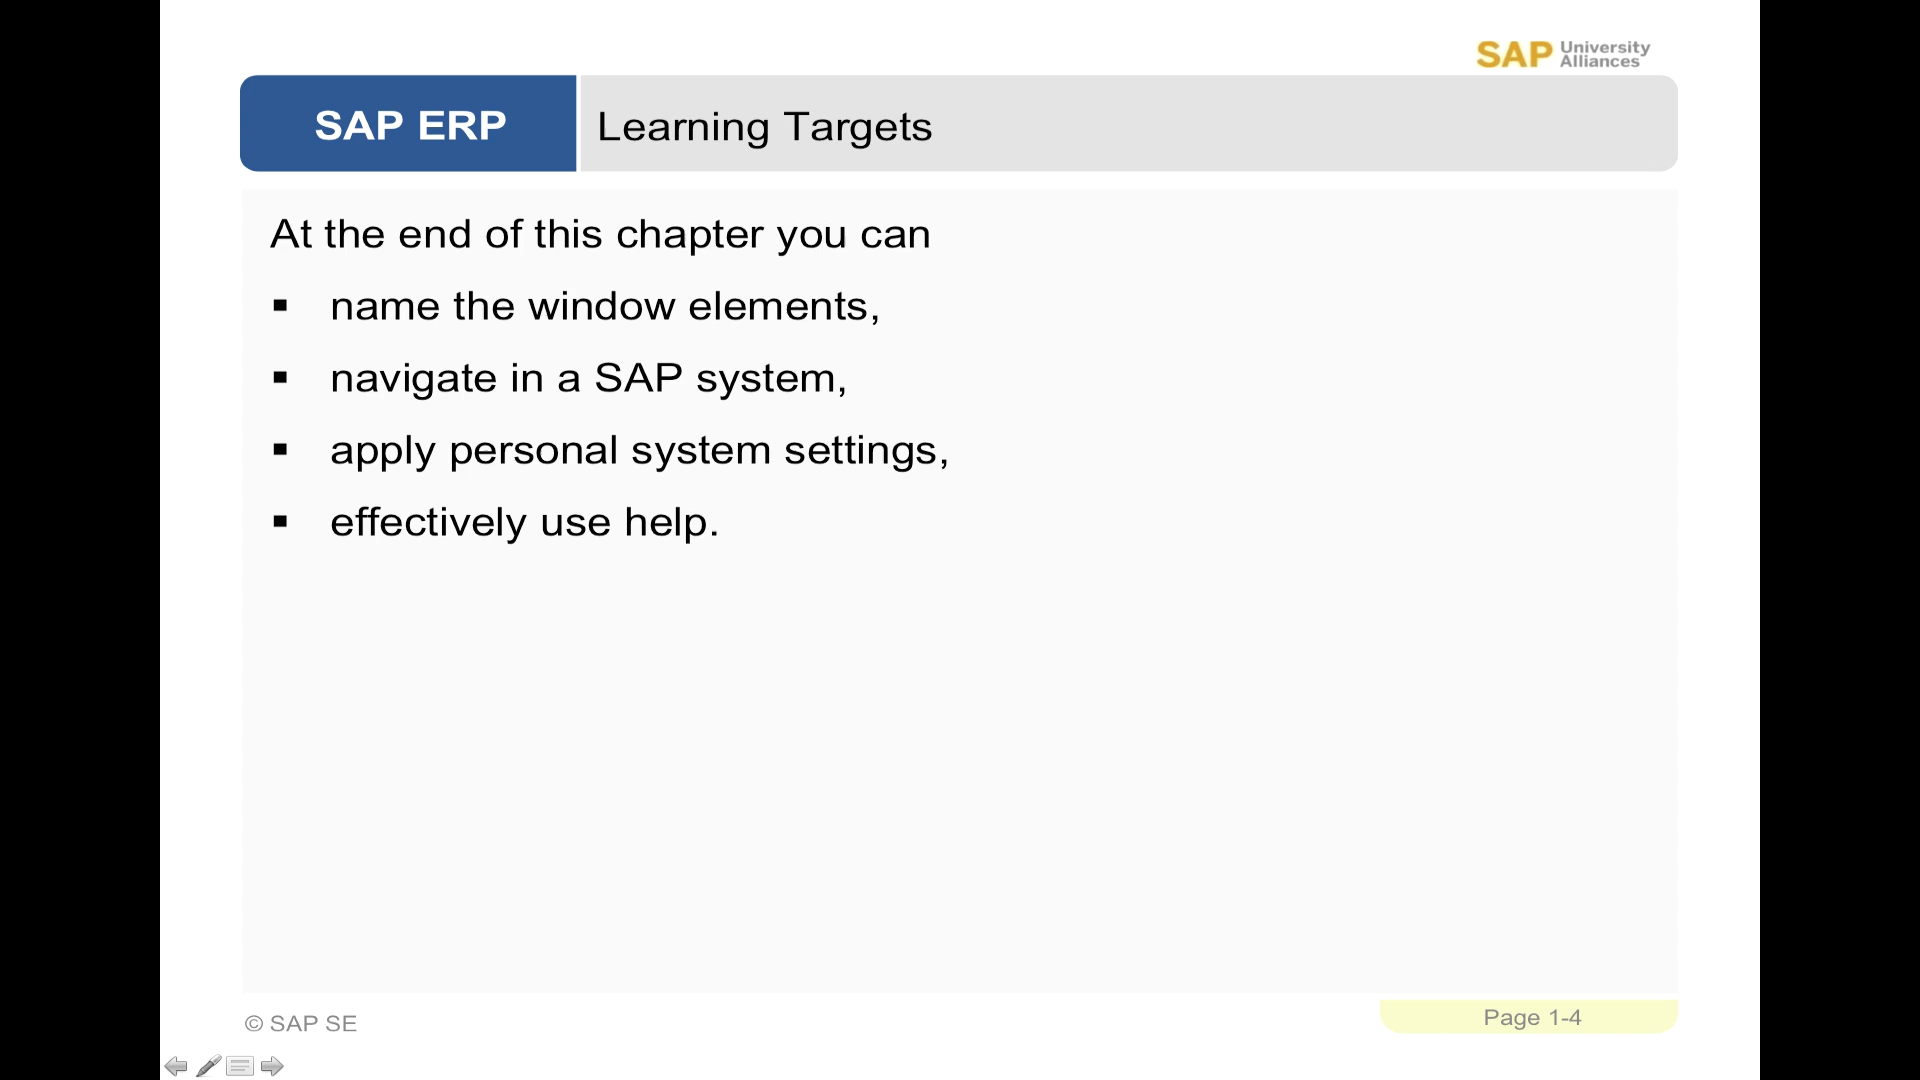 SAP University
Alliances
SAP ERP
Learning Targets
At the end of this chapter you can
▪ name the window elements,
▪ navigate in a SAP system,
▪ apply personal system settings,
▪ effectively use help.
© SAP SE
Page 1-4